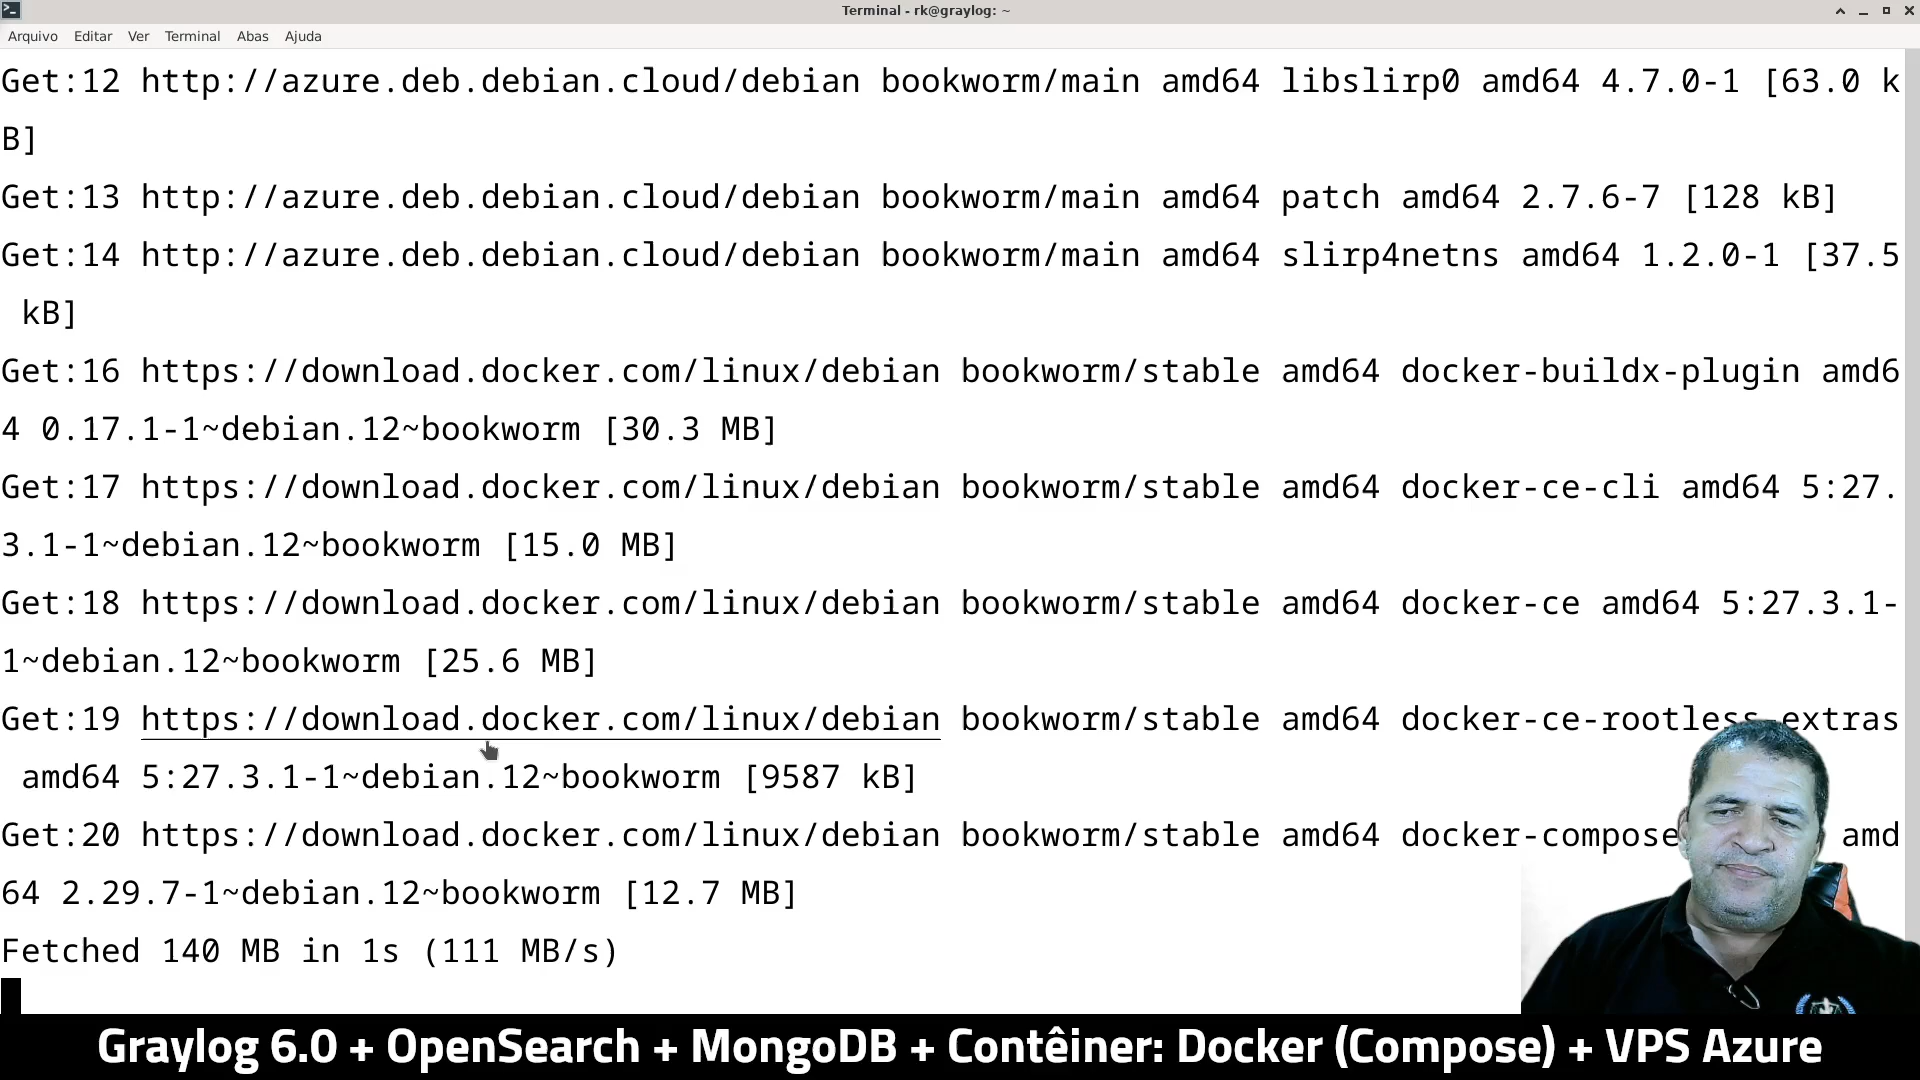 Terminal - rk@graylog: ~
Arquivo Editar Ver Terminal Abas Ajuda
Get:12 http://azure.deb.debian.cloud/debian bookworm/main amd64 libslirp0 amd64 4.7.0-1 [63.0 k
B]
Get:13 http://azure.deb.debian.cloud/debian bookworm/main amd64 patch amd64 2.7.6-7 [128 kB]
Get:14 http://azure.deb.debian.cloud/debian bookworm/main amd64 slirp4netns amd64 1.2.0-1 [37.5
 kB]
Get:16 https://download.docker.com/linux/debian bookworm/stable amd64 docker-buildx-plugin amd6
4 0.17.1-1~debian.12~bookworm [30.3 MB]
Get:17 https://download.docker.com/linux/debian bookworm/stable amd64 docker-ce-cli amd64 5:27.
3.1-1~debian.12~bookworm [15.0 MB]
Get:18 https://download.docker.com/linux/debian bookworm/stable amd64 docker-ce amd64 5:27.3.1-
1~debian.12~bookworm [25.6 MB]
Get:19 https://download.docker.com/linux/debian bookworm/stable amd64 docker-ce-rootless-extras
 amd64 5:27.3.1-1~debian.12~bookworm [9587 kB]
Get:20 https://download.docker.com/linux/debian bookworm/stable amd64 docker-compose amd
64 2.29.7-1~debian.12~bookworm [12.7 MB]
Fetched 140 MB in 1s (111 MB/s)
Graylog 6.0 + OpenSearch + MongoDB + Contêiner: Docker (Compose) + VPS Azure